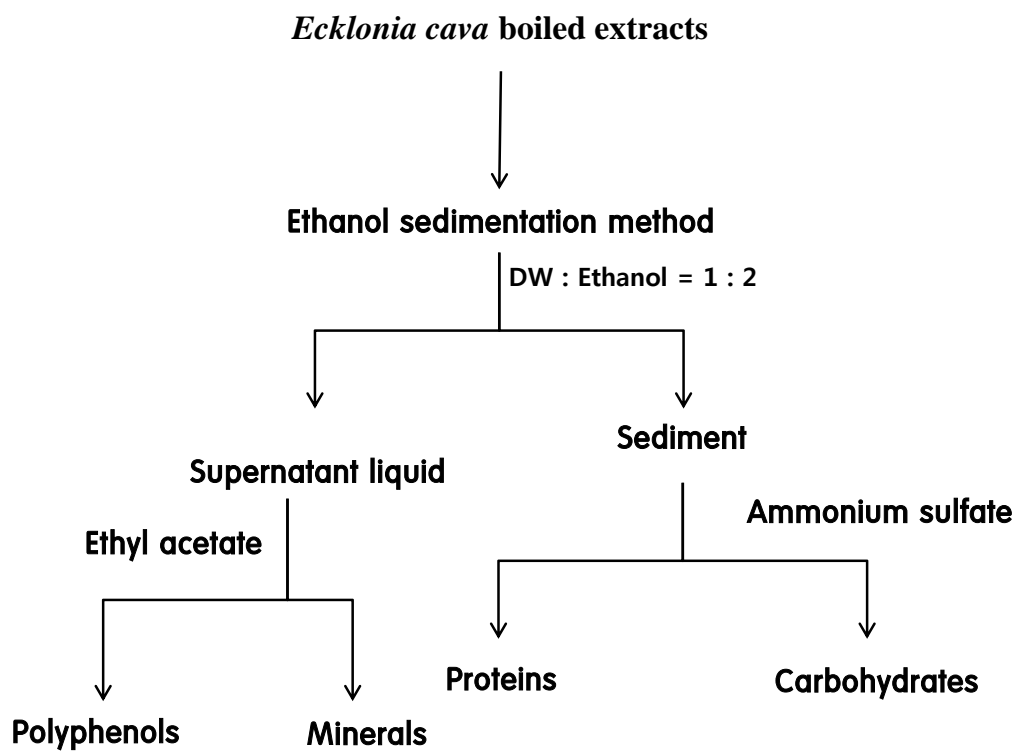 Ecklonia cava boiled extracts
Ethanol sedimentation method
DW : Ethanol = 1 : 2
Sediment
Supernatant liquid
Ammonium sulfate
Ethyl acetate
Proteins
Carbohydrates
Polyphenols
Minerals